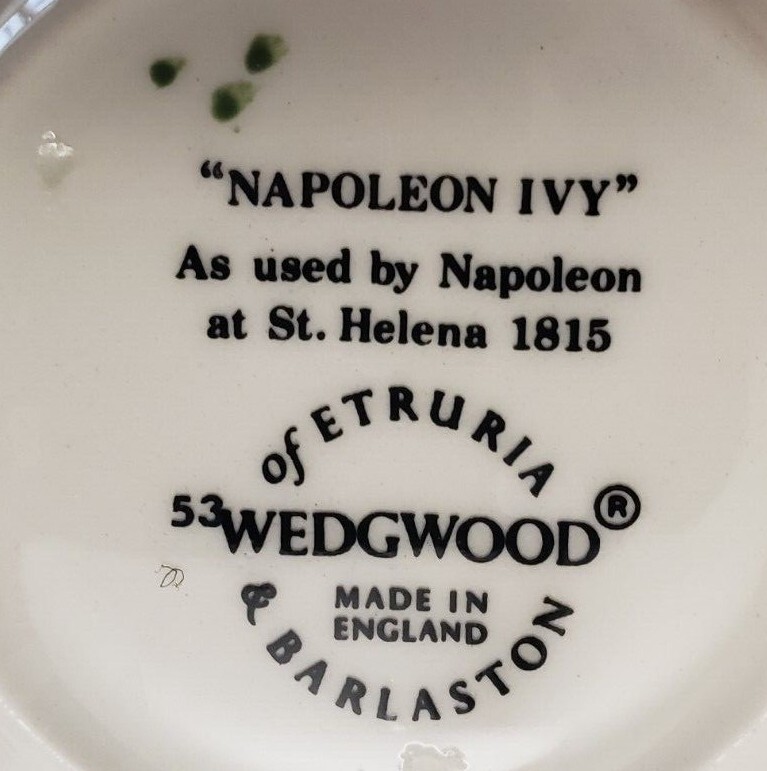 “NAPOLEON IVY”
As used by Napoleon
at St. Helena 1815
of ETRURIA
53
WEDGWOOD®
MADE IN
ENGLAND
& BARLASTON